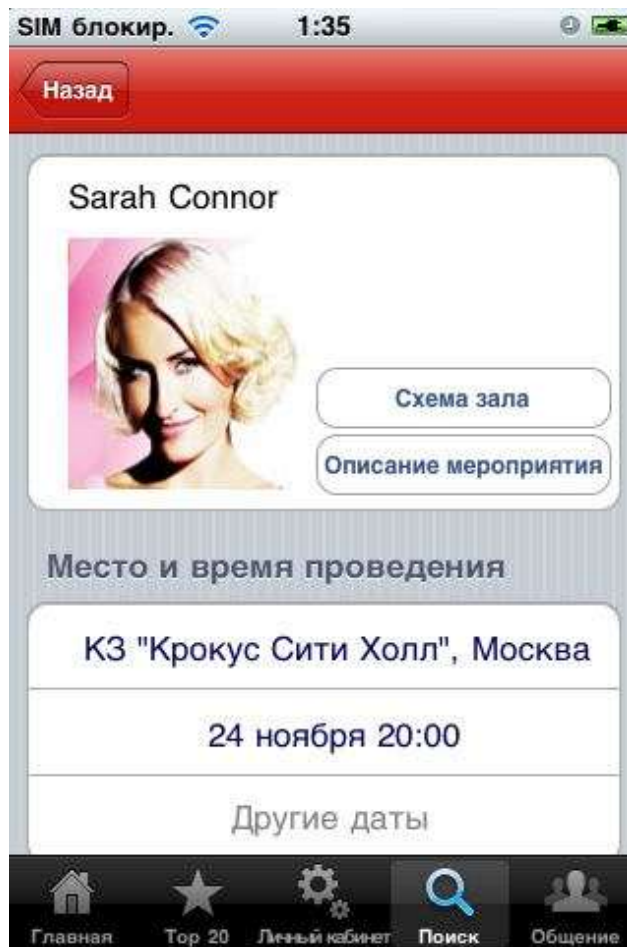 SIM блокир. 1:35
Назад
Sarah Connor
Схема зала
Описание мероприятия
Место и время проведения
КЗ "Крокус Сити Холл", Москва
24 ноября 20:00
Другие даты
Главная Top 20 Личный кабинет Поиск Общение